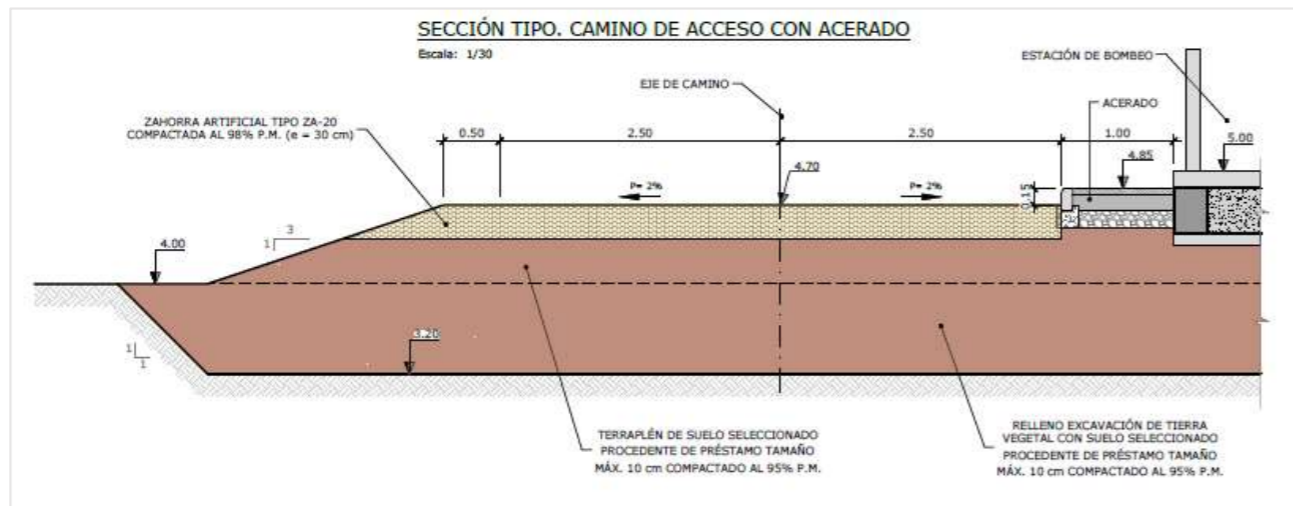 SECCIÓN TIPO. CAMINO DE ACCESO CON ACERADO
Escala: 1/30
ESTACIÓN DE BOMBEO
EJE DE CAMINO
ACERADO
ZAHORRA ARTIFICIAL TIPO ZA-20
COMPACTADA AL 98% P.M. (e = 30 cm)
0.50
2.50
2.50
1.00
5.00
4.85
4.70
P= 2%
P= 2%
0.15
3
1
4.00
3.20
1
1
TERRAPLÉN DE SUELO SELECCIONADO
PROCEDENTE DE PRÉSTAMO TAMAÑO
MÁX. 10 cm COMPACTADO AL 95% P.M.
RELLENO EXCAVACIÓN DE TIERRA
VEGETAL CON SUELO SELECCIONADO
PROCEDENTE DE PRÉSTAMO TAMAÑO
MÁX. 10 cm COMPACTADO AL 95% P.M.